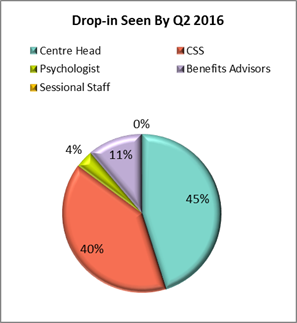 Drop-in Seen By Q2 2016
Centre Head
CSS
Psychologist
Benefits Advisors
Sessional Staff
0%
4%
11%
45%
40%